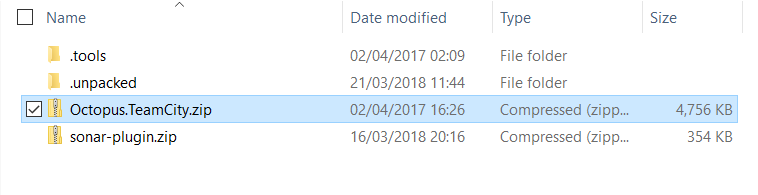 Name Date modified Type Size
.tools 02/04/2017 02:09 File folder
.unpacked 21/03/2018 11:44 File folder
Octopus.TeamCity.zip 02/04/2017 16:26 Compressed (zipp... 4,756 KB
sonar-plugin.zip 16/03/2018 20:16 Compressed (zipp... 354 KB